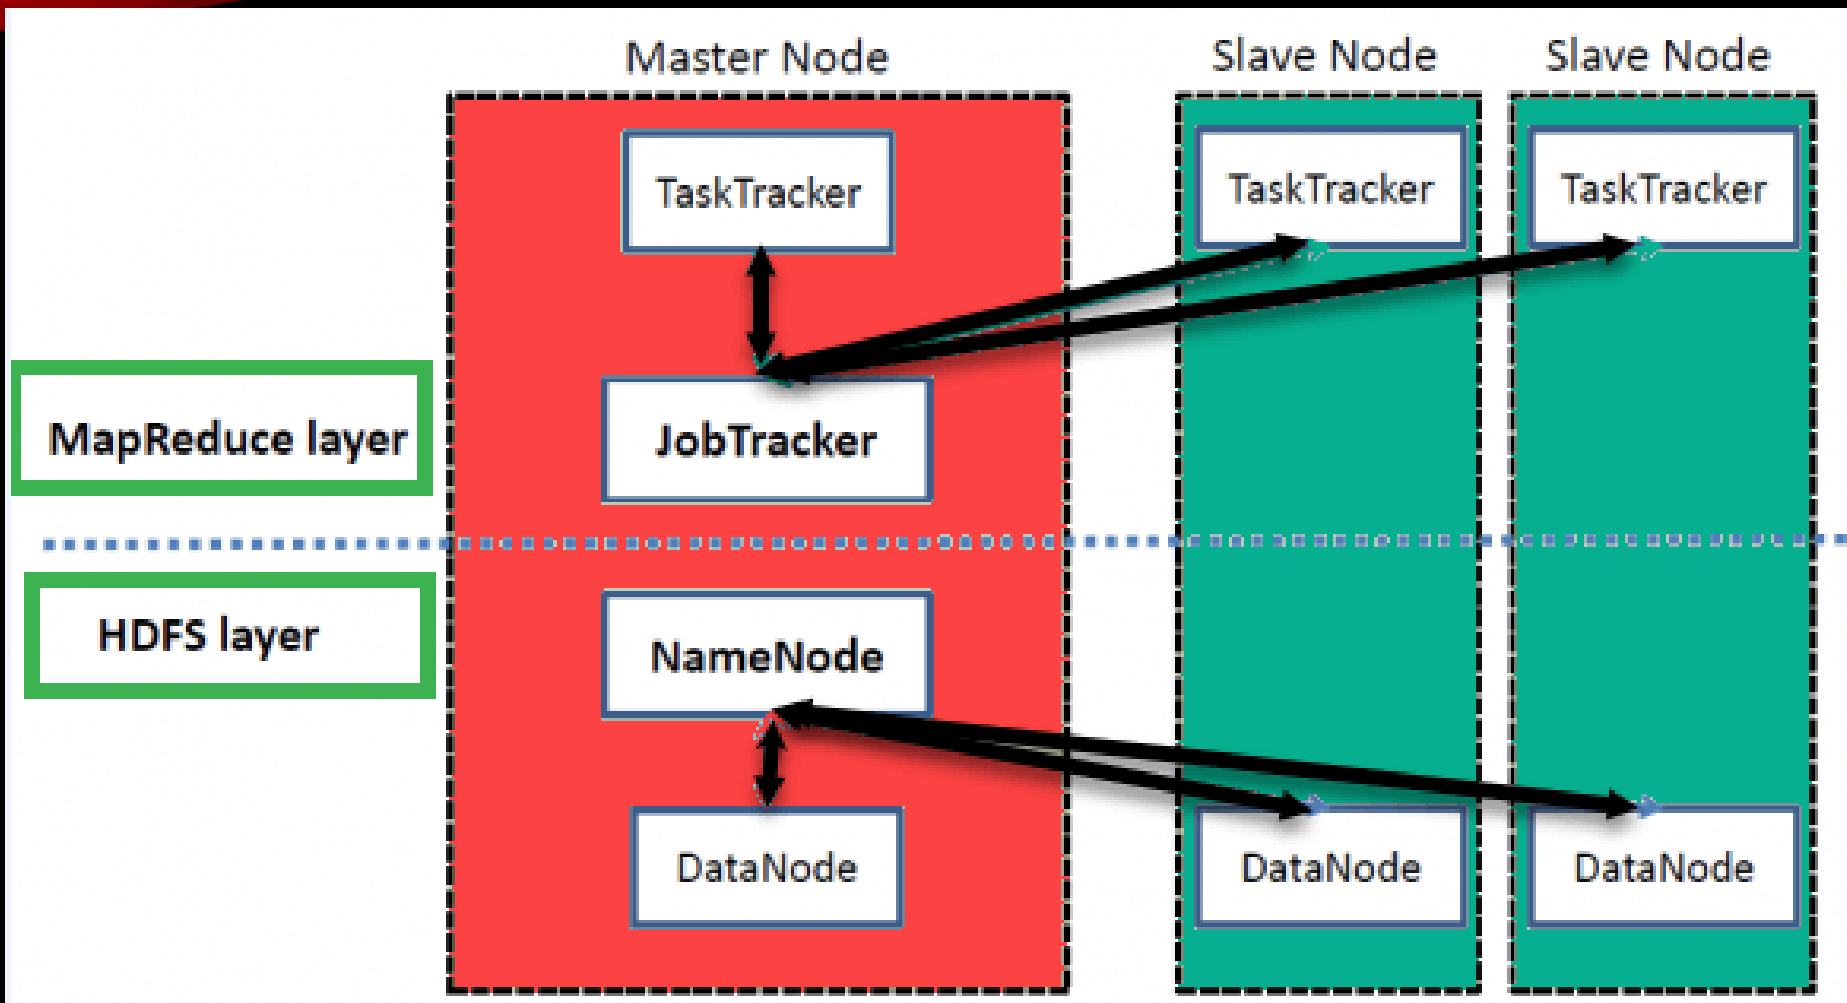 Master Node
Slave Node
Slave Node
TaskTracker
TaskTracker
TaskTracker
MapReduce layer
JobTracker
HDFS layer
NameNode
DataNode
DataNode
DataNode